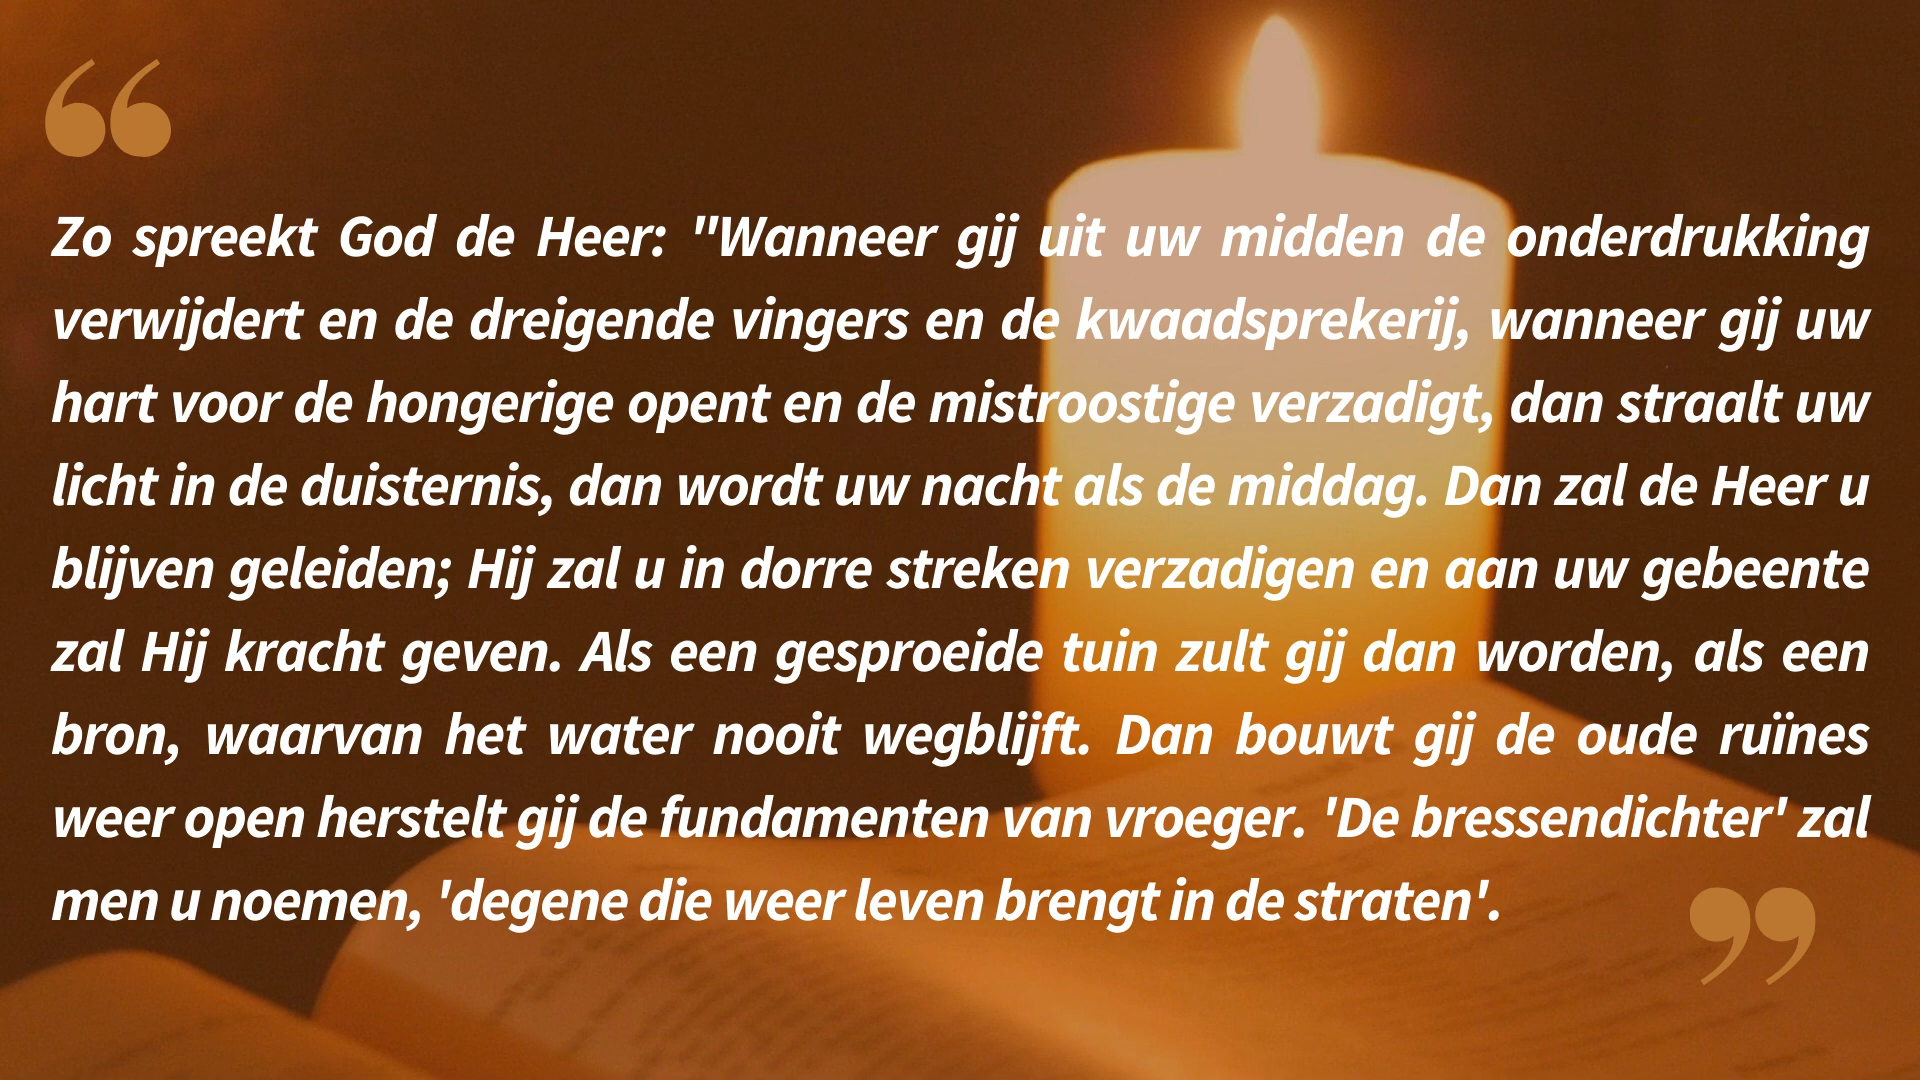 Zo spreekt God de Heer: "Wanneer gij uit uw midden de onderdrukking
verwijdert en de dreigende vingers en de kwaadsprekerij, wanneer gij uw
hart voor de hongerige opent en de mistroostige verzadigt, dan straalt uw
licht in de duisternis, dan wordt uw nacht als de middag. Dan zal de Heer u
blijven geleiden; Hij zal u in dorre streken verzadigen en aan uw gebeente
zal Hij kracht geven. Als een gesproeide tuin zult gij dan worden, als een
bron, waarvan het water nooit wegblijft. Dan bouwt gij de oude ruïnes
weer open herstelt gij de fundamenten van vroeger. 'De bressendichter' zal
men u noemen, 'degene die weer leven brengt in de straten'.